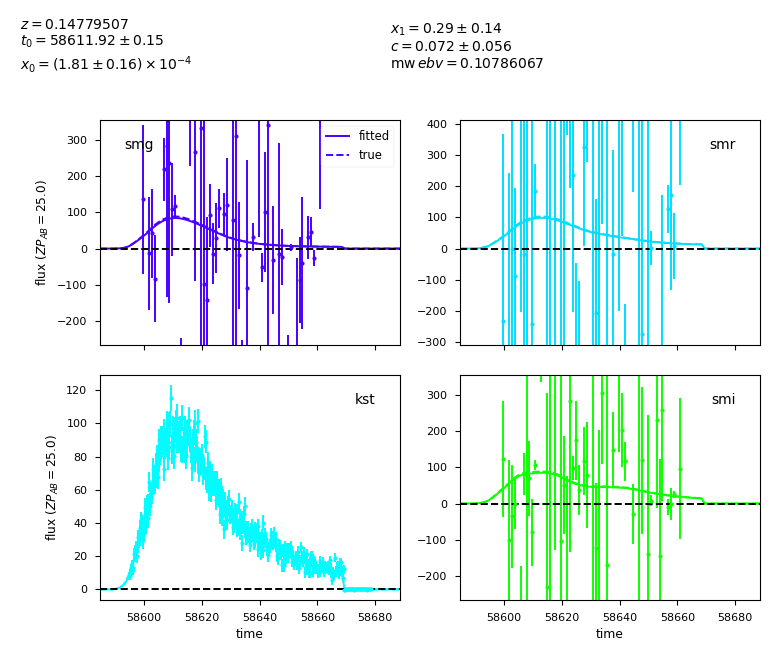 z = 0.14779507
t₀ = 58611.92 ± 0.15
x₀ = (1.81 ± 0.16) × 10⁻⁴
x₁ = 0.29 ± 0.14
c = 0.072 ± 0.056
mw ebv = 0.10786067
smg
fitted
true
300
200
100
0
−100
−200
flux (ZP_AB = 25.0)
smr
400
300
200
100
0
−100
−200
−300
kst
120
100
80
60
40
20
0
flux (ZP_AB = 25.0)
58600 58620 58640 58660 58680
time
smi
300
200
100
0
−100
−200
58600 58620 58640 58660 58680
time